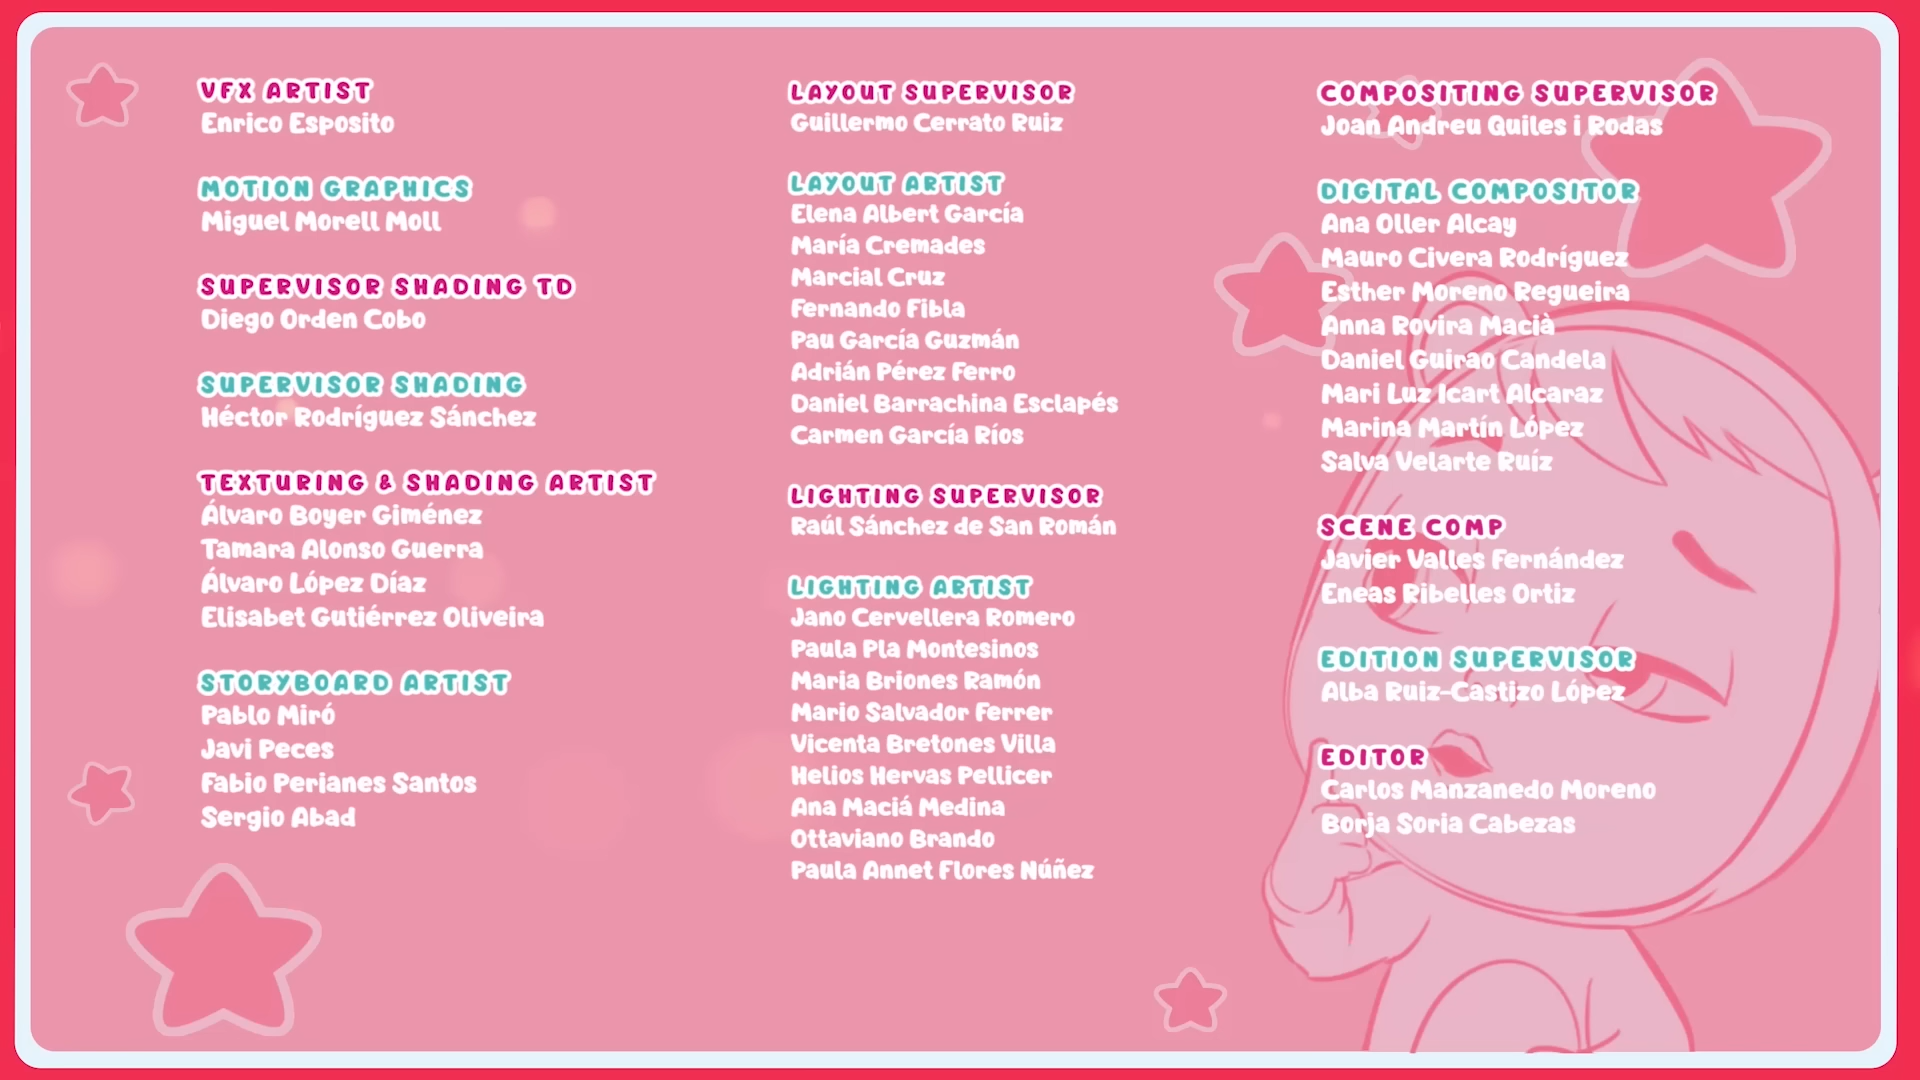 VFX ARTIST
Enrico Esposito
MOTION GRAPHICS
Miguel Morell Moll
SUPERVISOR SHADING TD
Diego Orden Cobo
SUPERVISOR SHADING
Héctor Rodríguez Sánchez
TEXTURING & SHADING ARTIST
Álvaro Boyer Giménez
Tamara Alonso Guerra
Álvaro López Díaz
Elisabet Gutiérrez Oliveira
STORYBOARD ARTIST
Pablo Miró
Javi Peces
Fabio Perianes Santos
Sergio Abad
LAYOUT SUPERVISOR
Guillermo Cerrato Ruiz
LAYOUT ARTIST
Elena Albert García
María Cremades
Marcial Cruz
Fernando Fibla
Pau García Guzmán
Adrián Pérez Ferro
Daniel Barrachina Esclapés
Carmen García Ríos
LIGHTING SUPERVISOR
Raúl Sánchez de San Román
LIGHTING ARTIST
Jano Cervellera Romero
Paula Pla Montesinos
Maria Briones Ramón
Mario Salvador Ferrer
Vicenta Bretones Villa
Helios Hervas Pellicer
Ana Maciá Medina
Ottaviano Brando
Paula Annet Flores Núñez
COMPOSITING SUPERVISOR
Joan Andreu Quiles i Rodas
DIGITAL COMPOSITOR
Ana Oller Alcay
Mauro Civera Rodríguez
Esther Moreno Regueira
Anna Rovira Macià
Daniel Guirao Candela
Mari Luz Icart Alcaraz
Marina Martín López
Salva Velarte Ruíz
SCENE COMP
Javier Valles Fernández
Eneas Ribelles Ortiz
EDITION SUPERVISOR
Alba Ruiz-Castizo López
EDITOR
Carlos Manzanedo Moreno
Borja Soria Cabezas